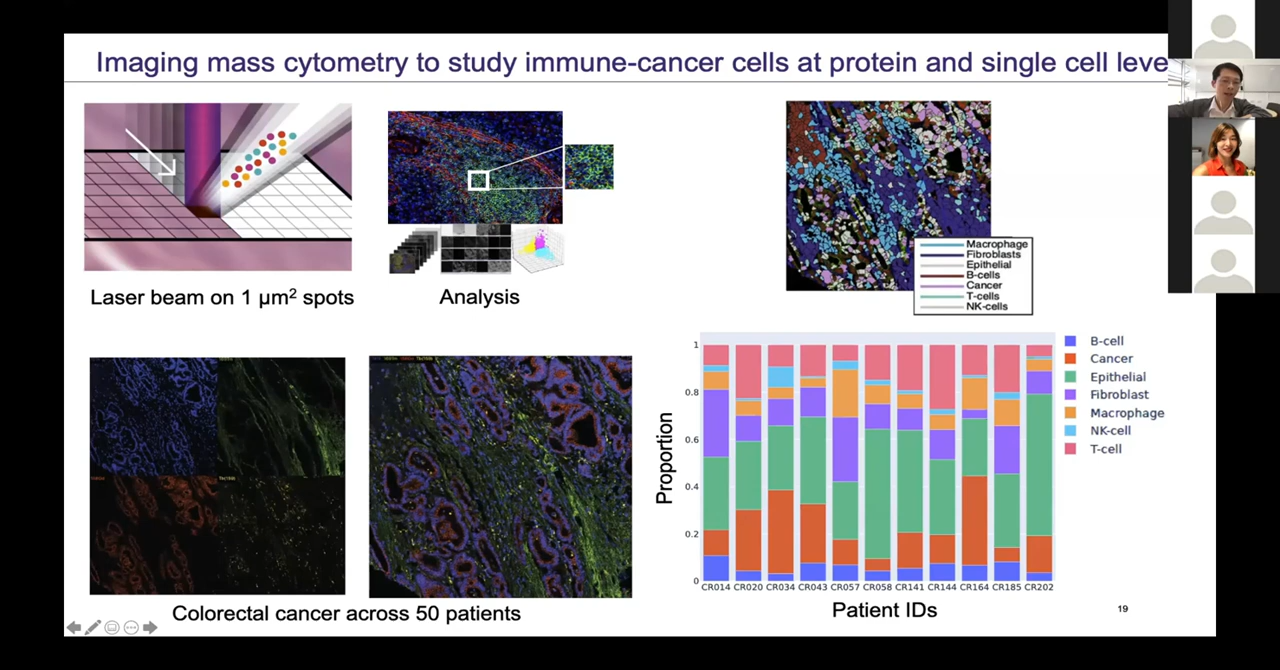 Imaging mass cytometry to study immune-cancer cells at protein and single cell leve
Laser beam on 1 µm² spots
Analysis
Macrophage
Fibroblasts
Epithelial
B-cells
Cancer
T-cells
NK-cells
Colorectal cancer across 50 patients
Proportion
1
0.8
0.6
0.4
0.2
0
CR014 CR020 CR034 CR043 CR057 CR058 CR141 CR144 CR164 CR185 CR202
Patient IDs
B-cell
Cancer
Epithelial
Fibroblast
Macrophage
NK-cell
T-cell
19